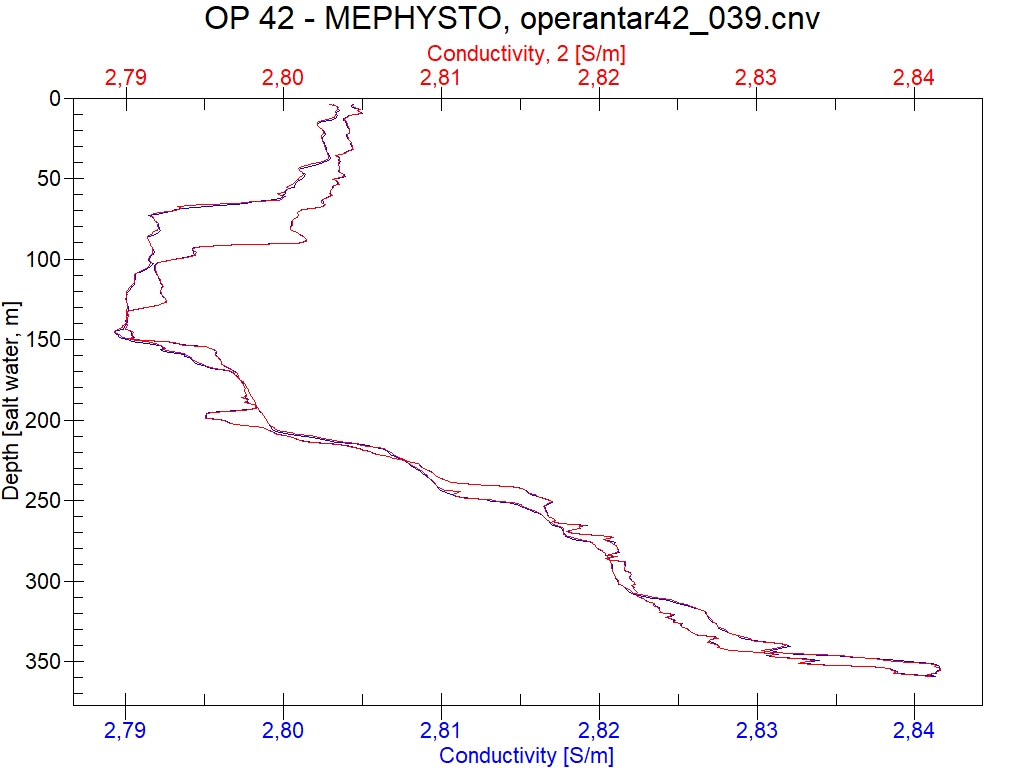 OP 42 - MEPHYSTO, operantar42_039.cnv
Conductivity, 2 [S/m]
2,79 2,80 2,81 2,82 2,83 2,84
0
50
100
150
200
250
300
350
Depth [salt water, m]
2,79 2,80 2,81 2,82 2,83 2,84
Conductivity [S/m]